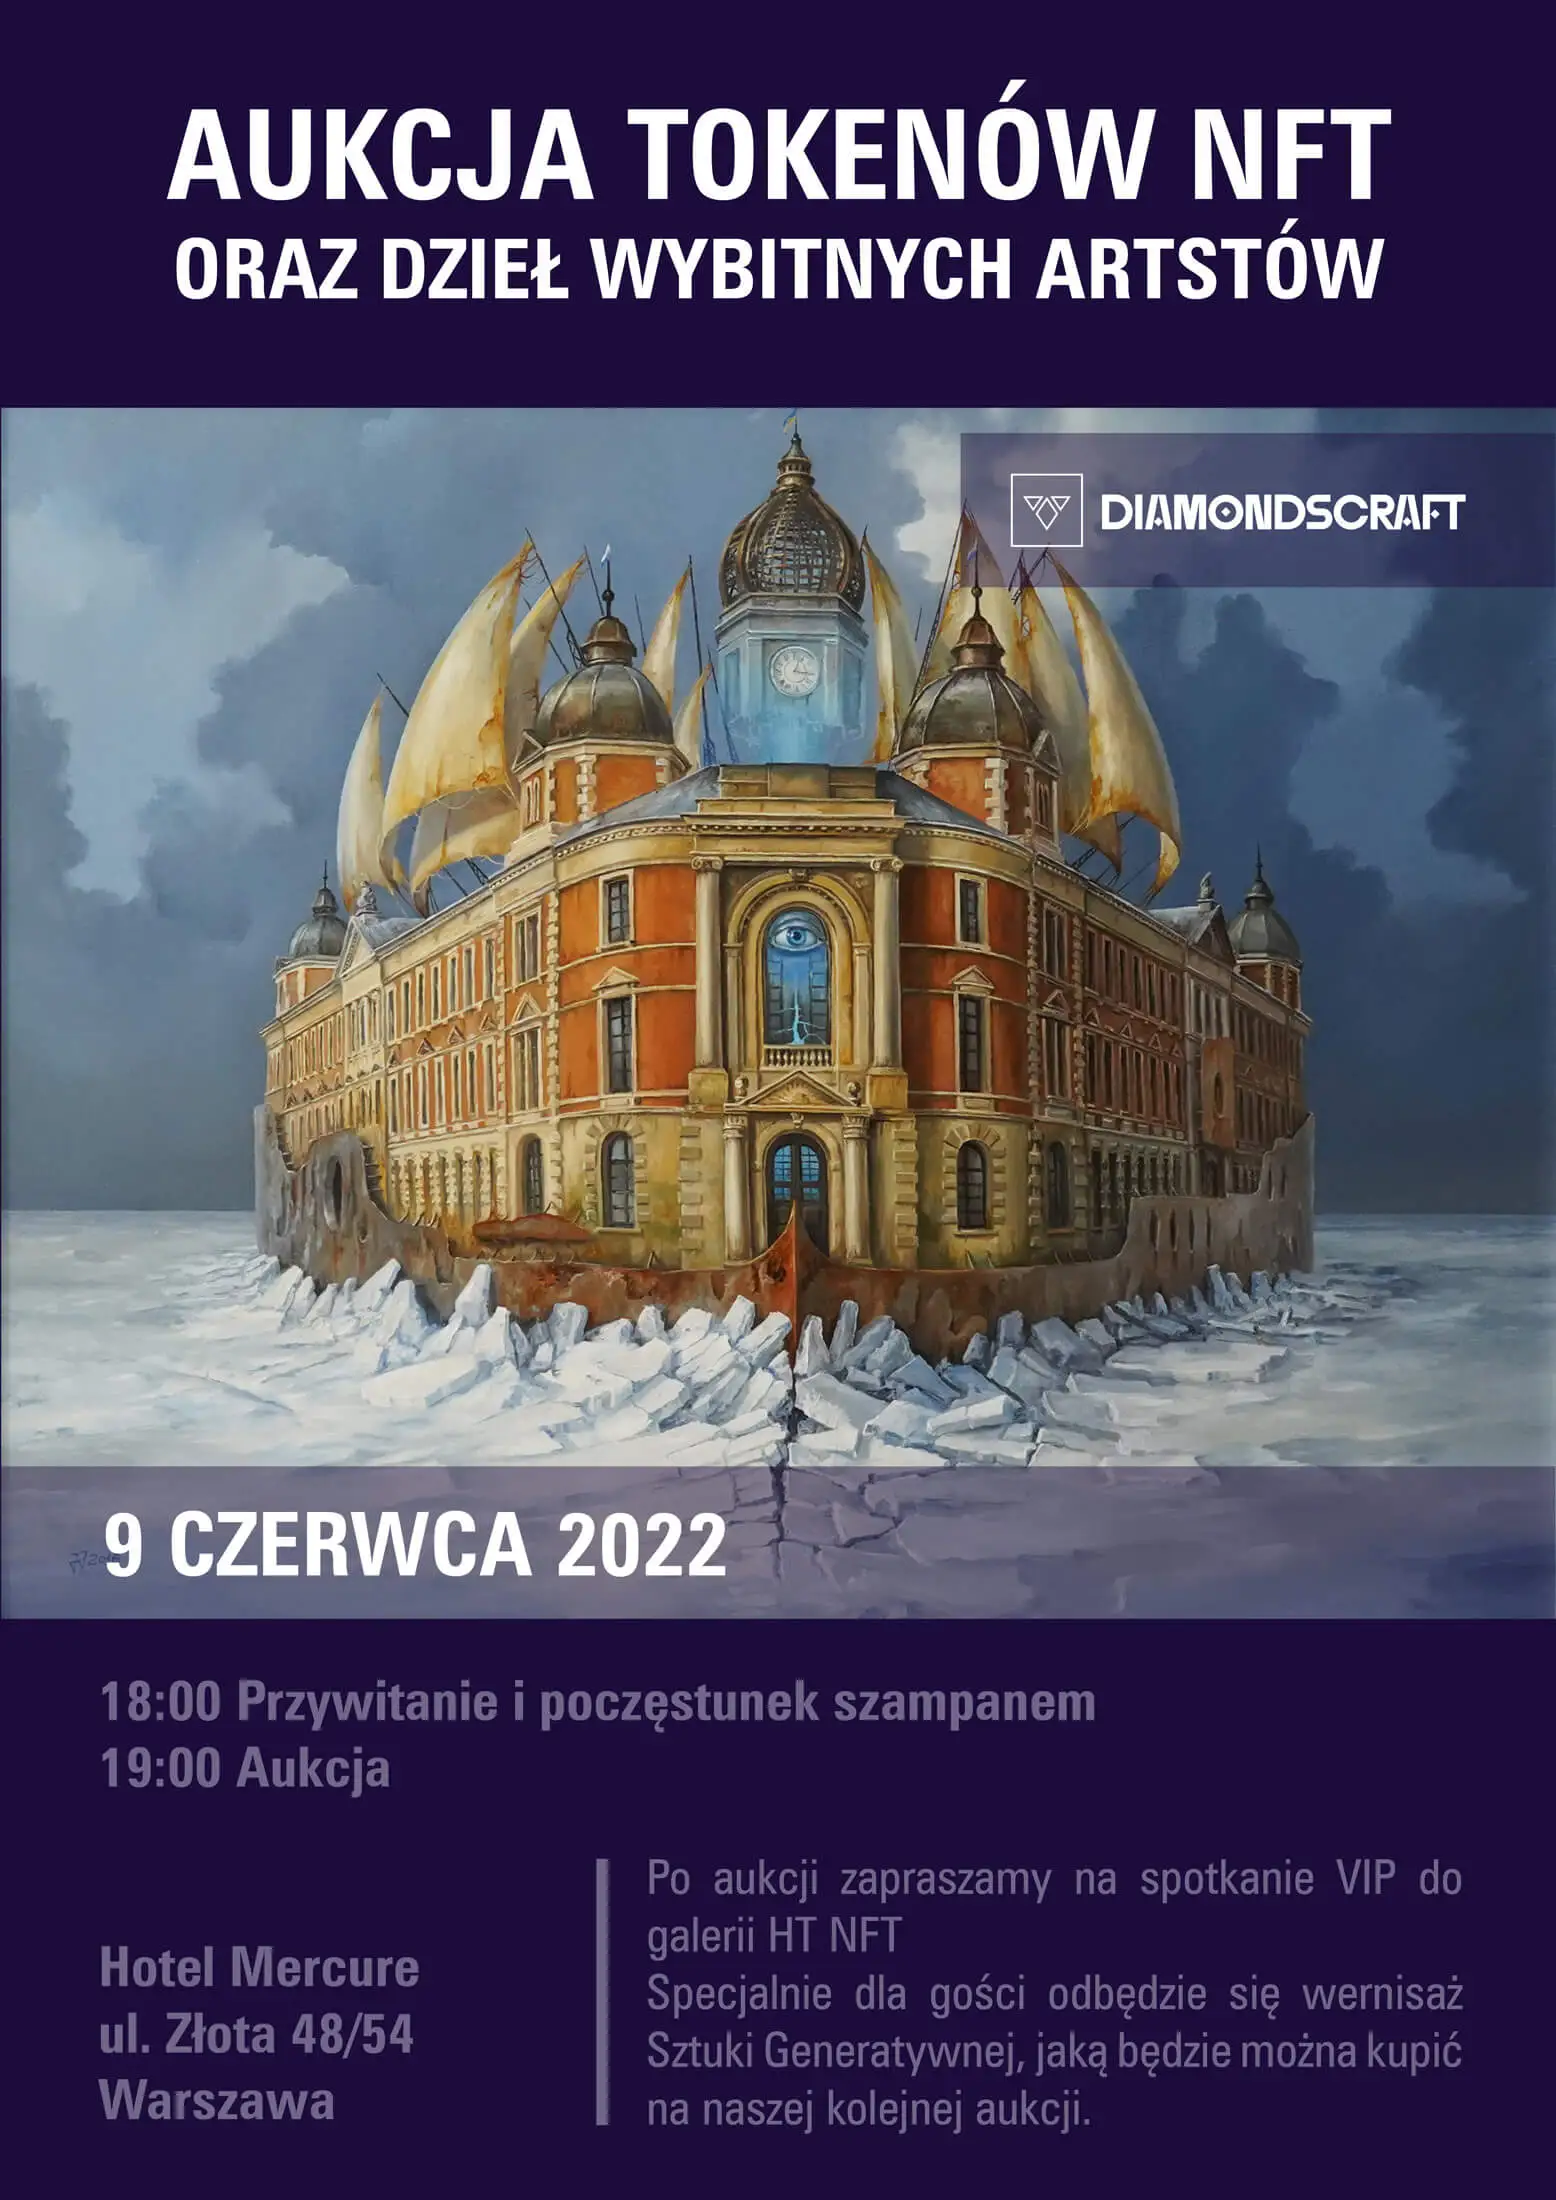 AUKCJA TOKENÓW NFT
ORAZ DZIEŁ WYBITNYCH ARTSTÓW
DIAMONDSCRAFT
9 CZERWCA 2022
18:00 Przywitanie i poczęstunek szampanem
19:00 Aukcja
Hotel Mercure
ul. Złota 48/54
Warszawa
Po aukcji zapraszamy na spotkanie VIP do
galerii HT NFT
Specjalnie dla gości odbędzie się wernisaż
Sztuki Generatywnej, jaką będzie można kupić
na naszej kolejnej aukcji.